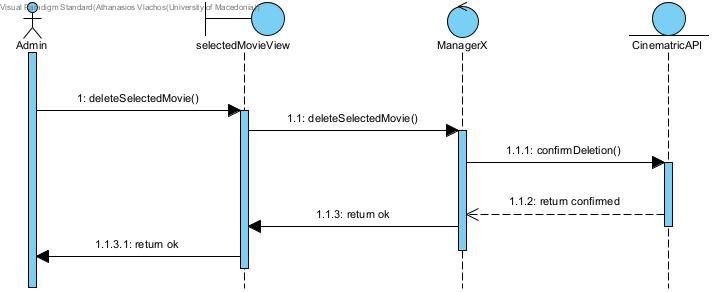 Visual Paradigm Standard(Athanasios Vlachos(University of Macedonia))
Admin
selectedMovieView
ManagerX
CinematricAPI
1: deleteSelectedMovie()
1.1: deleteSelectedMovie()
1.1.1: confirmDeletion()
1.1.2: return confirmed
1.1.3: return ok
1.1.3.1: return ok